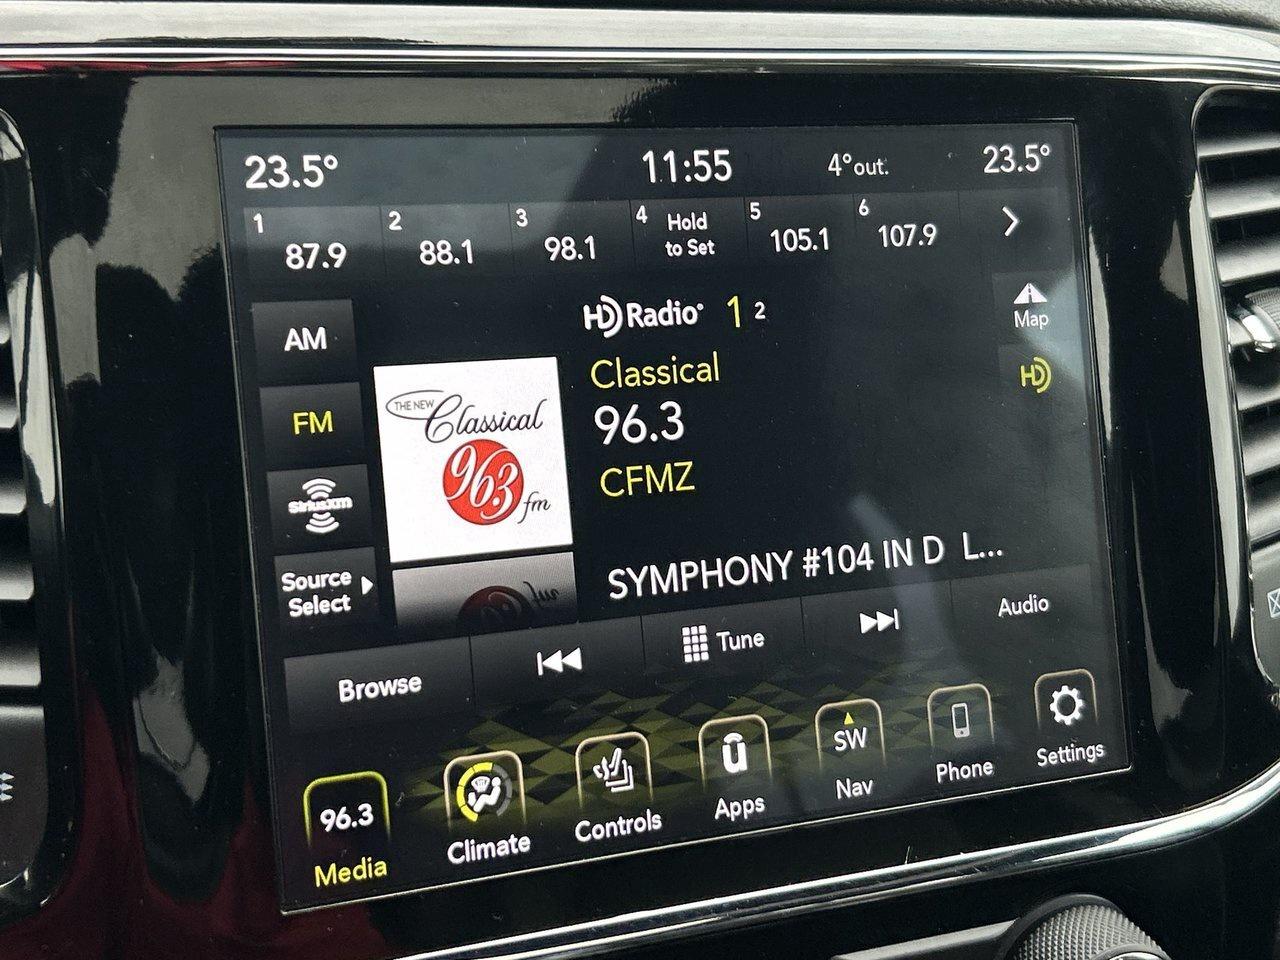 23.5° 11:55 4°out. 23.5°
1 87.9 2 88.1 3 98.1 4 Hold to Set 5 105.1 6 107.9
AM
FM
SiriusXM
Source
Select
THE NEW
Classical
96.3
fm
HD Radio 1 2
Classical
96.3
CFMZ
SYMPHONY #104 IN D L...
Map
HD
Browse Tune Audio
96.3
Media
Climate
Controls
Apps
SW
Nav
Phone
Settings